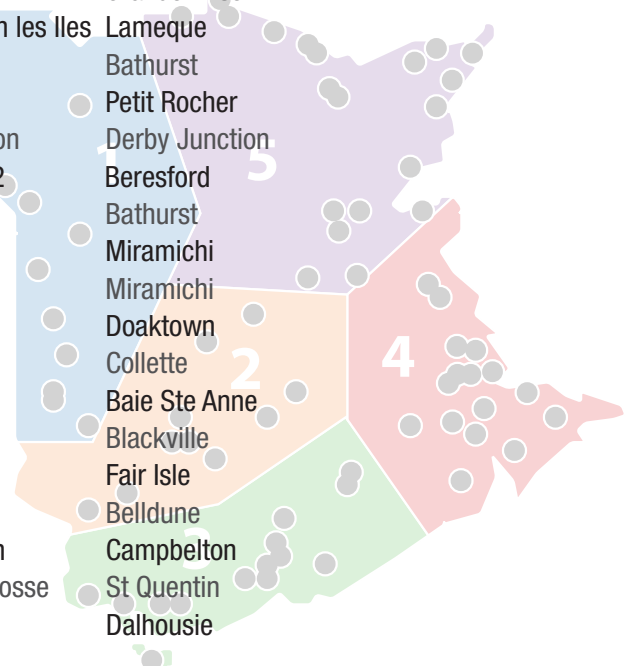 n les Iles Lameque
Bathurst
Petit Rocher
on Derby Junction
1 5
2 Beresford
Bathurst
Miramichi
Miramichi
Doaktown
4
Collette
2
Baie Ste Anne
Blackville
Fair Isle
Belldune
n Campbelton
3
osse St Quentin
Dalhousie